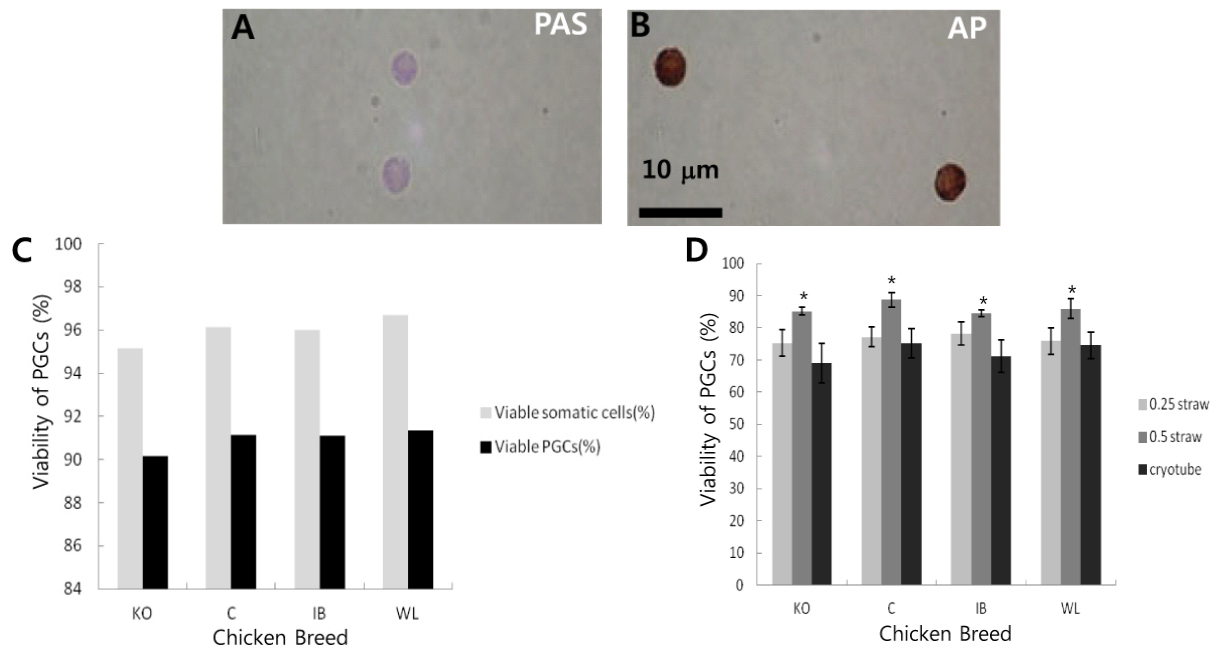 A
PAS
B
AP
10 μm
C
Viability of PGCs (%)
100
98
96
94
92
90
88
86
84
KO
C
IB
WL
Chicken Breed
Viable somatic cells(%)
Viable PGCs(%)
D
Viability of PGCs (%)
100
90
80
70
60
50
40
30
20
10
0
*
*
*
*
KO
C
IB
WL
Chicken Breed
0.25 straw
0.5 straw
cryotube